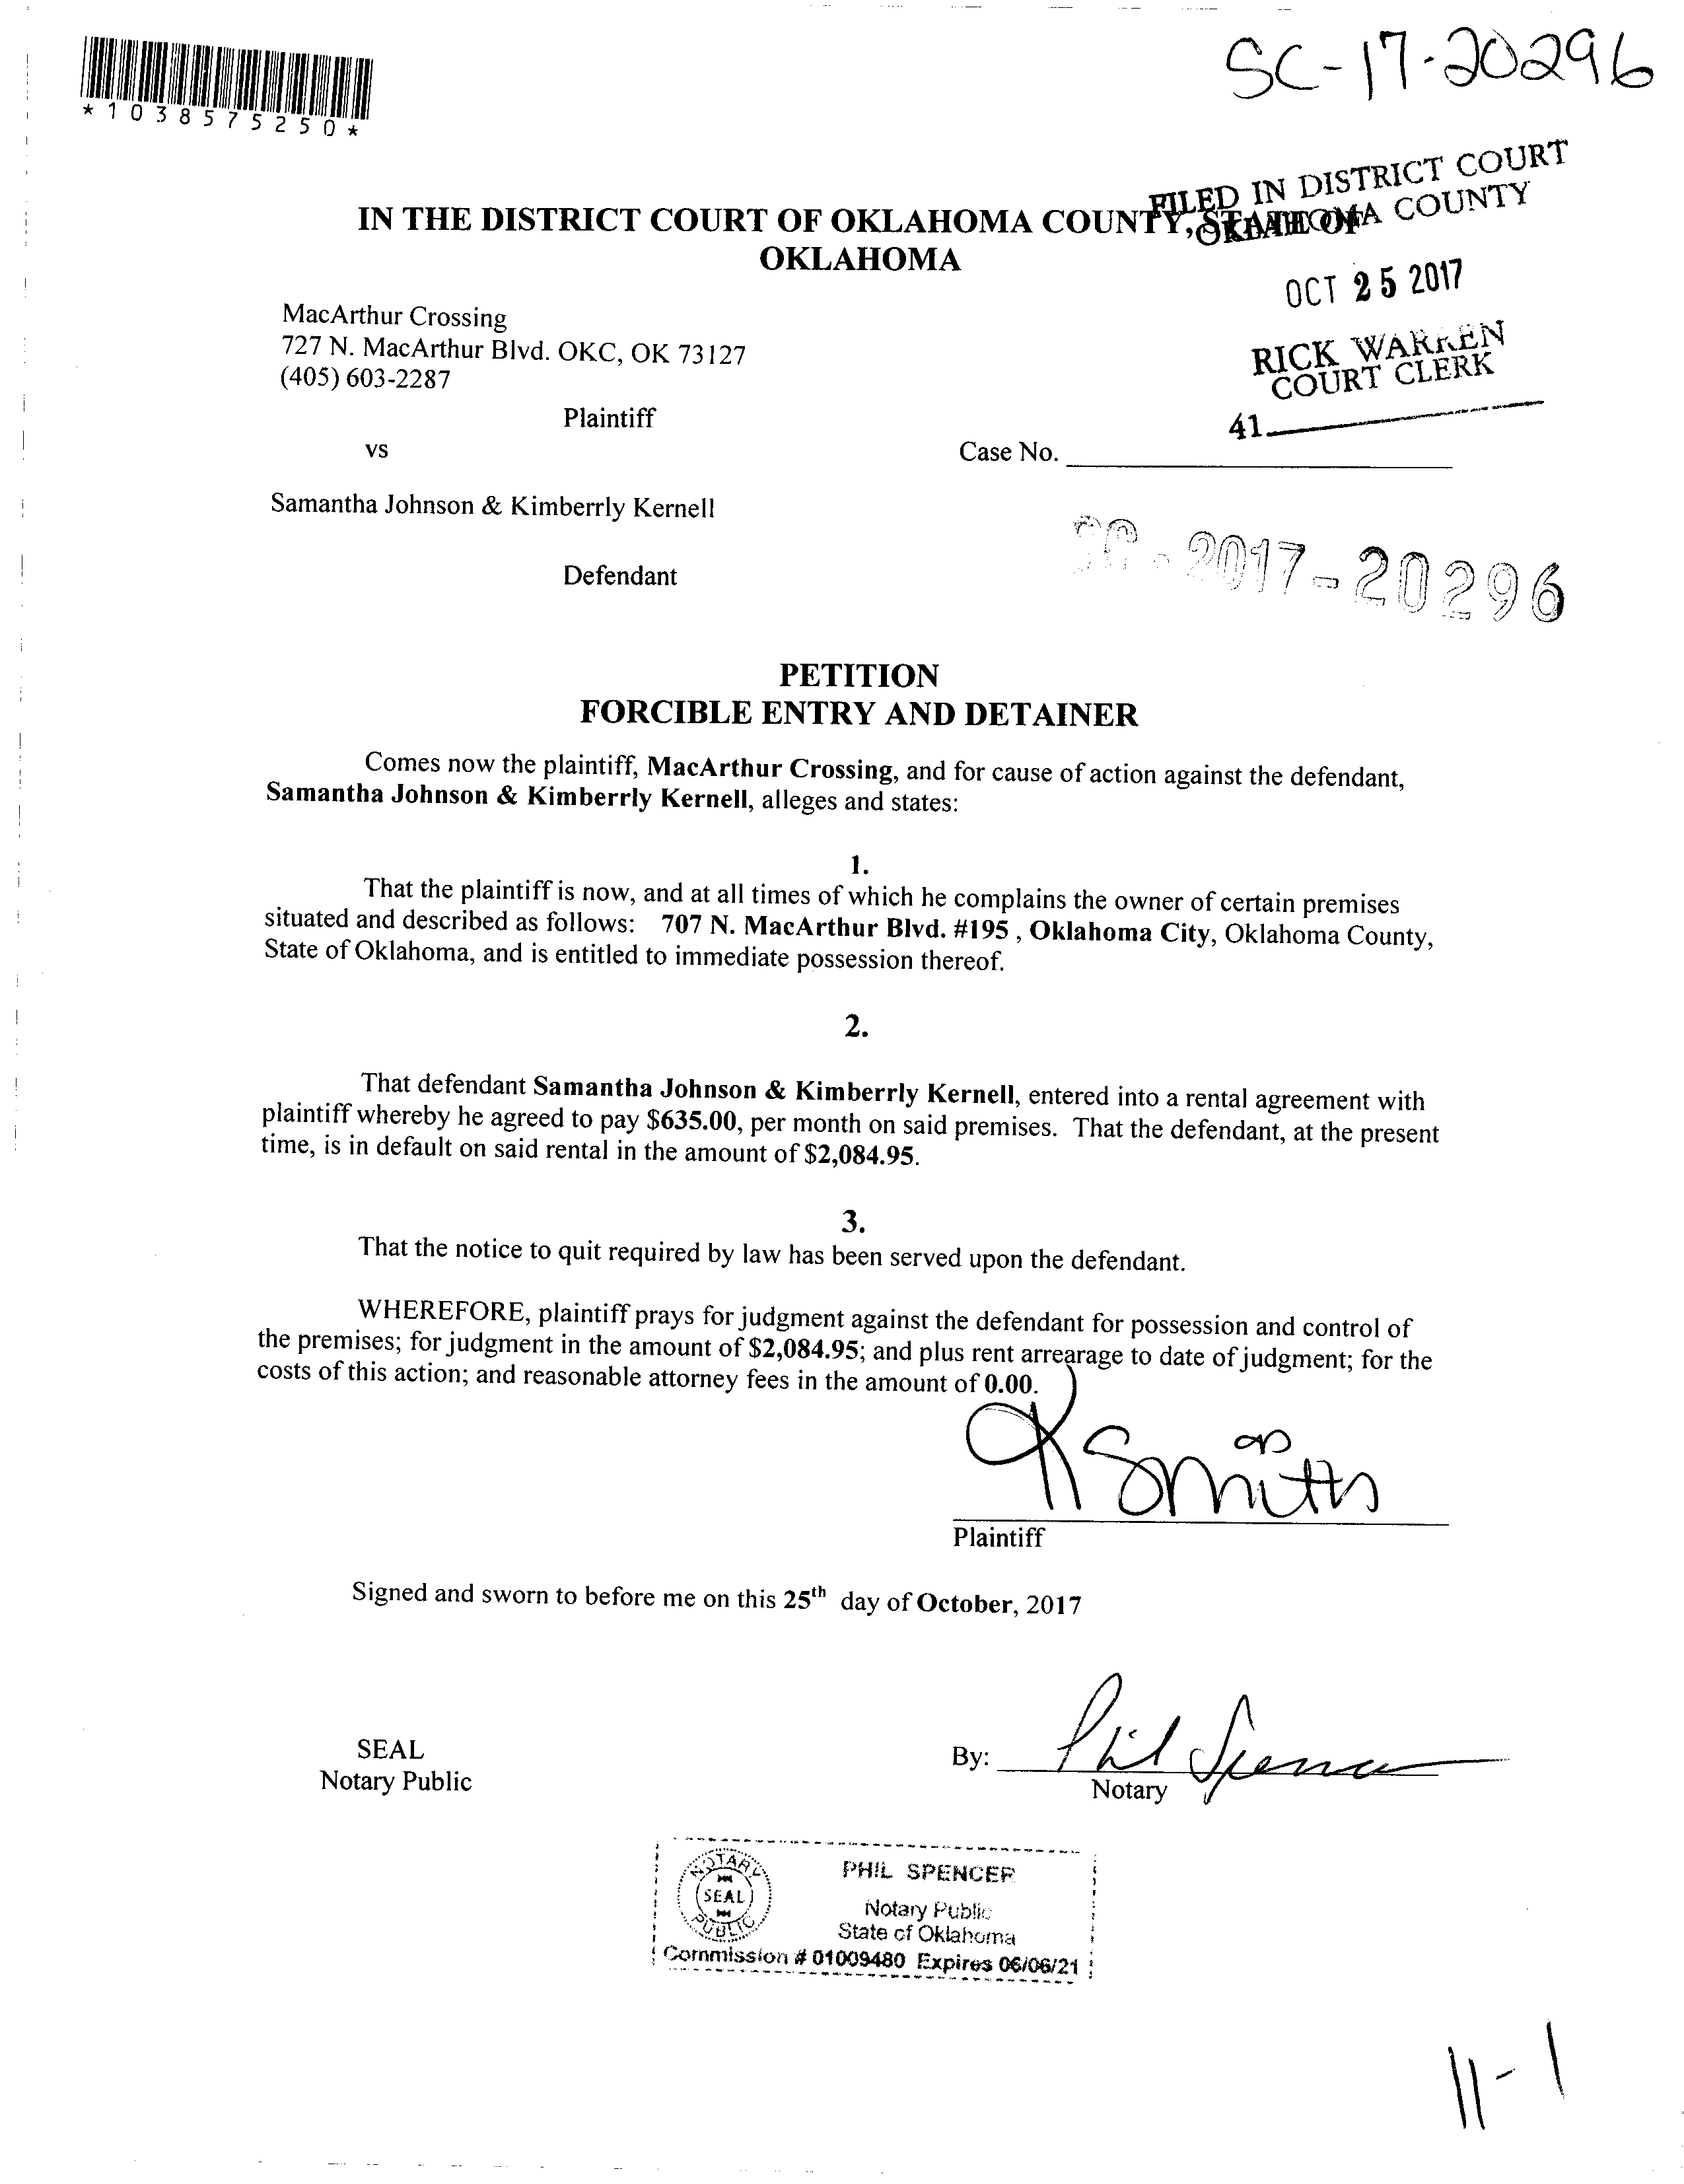 SC-17-20296
*1038575250*
FILED IN DISTRICT COURT
OKLAHOMA COUNTY
IN THE DISTRICT COURT OF OKLAHOMA COUNTY, STATE OF
OKLAHOMA
OCT 25 2017
MacArthur Crossing
727 N. MacArthur Blvd. OKC, OK 73127
(405) 603-2287
RICK WARREN
COURT CLERK
41
Plaintiff
vs
Case No.
Samantha Johnson & Kimberrly Kernell
SC-2017-20296
Defendant
PETITION
FORCIBLE ENTRY AND DETAINER
Comes now the plaintiff, MacArthur Crossing, and for cause of action against the defendant,
Samantha Johnson & Kimberrly Kernell, alleges and states:
1.
That the plaintiff is now, and at all times of which he complains the owner of certain premises
situated and described as follows: 707 N. MacArthur Blvd. #195 , Oklahoma City, Oklahoma County,
State of Oklahoma, and is entitled to immediate possession thereof.
2.
That defendant Samantha Johnson & Kimberrly Kernell, entered into a rental agreement with
plaintiff whereby he agreed to pay $635.00, per month on said premises. That the defendant, at the present
time, is in default on said rental in the amount of $2,084.95.
3.
That the notice to quit required by law has been served upon the defendant.
WHEREFORE, plaintiff prays for judgment against the defendant for possession and control of
the premises; for judgment in the amount of $2,084.95; and plus rent arrearage to date of judgment; for the
costs of this action; and reasonable attorney fees in the amount of 0.00.
K Smith
Plaintiff
Signed and sworn to before me on this 25th day of October, 2017
SEAL
Notary Public
By: Phil Spencer
Notary
NOTARY
SEAL
PUBLIC
PHIL SPENCER
Notary Public
State of Oklahoma
Commission # 01009480 Expires 06/06/21
11-1